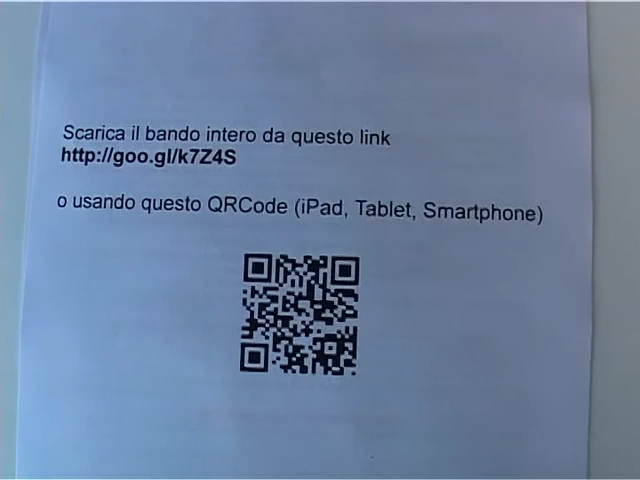 Scarica il bando intero da questo link
http://goo.gl/k7Z4S
o usando questo QRCode (iPad, Tablet, Smartphone)